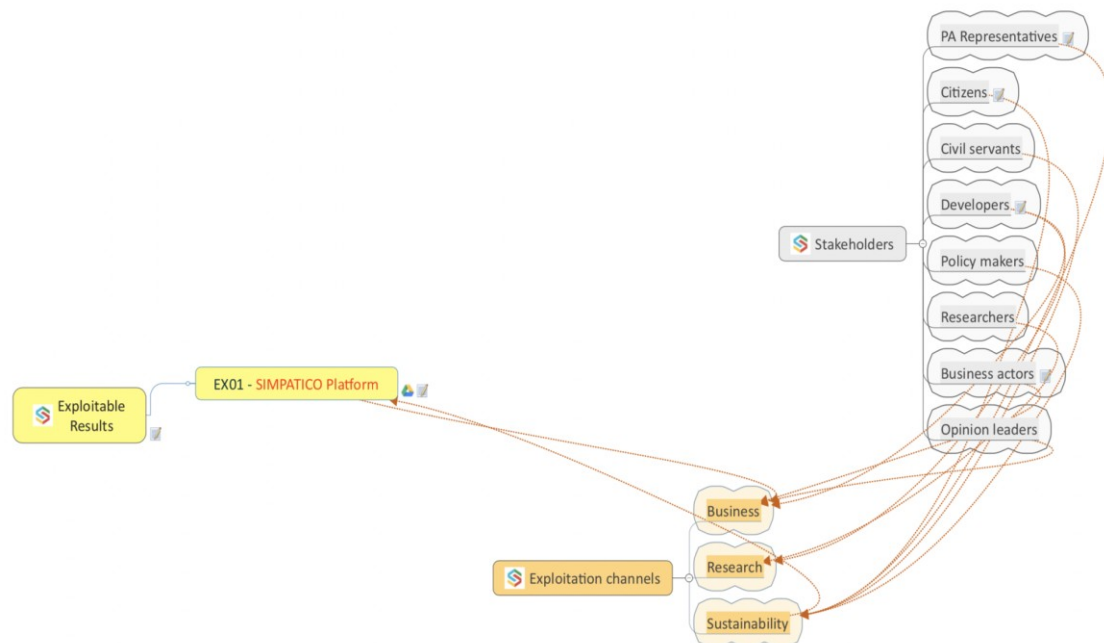 PA Representatives
Citizens
Civil servants
Developers
Stakeholders
Policy makers
Researchers
Business actors
Opinion leaders
EX01 - SIMPATICO Platform
Exploitable
Results
Business
Research
Exploitation channels
Sustainability